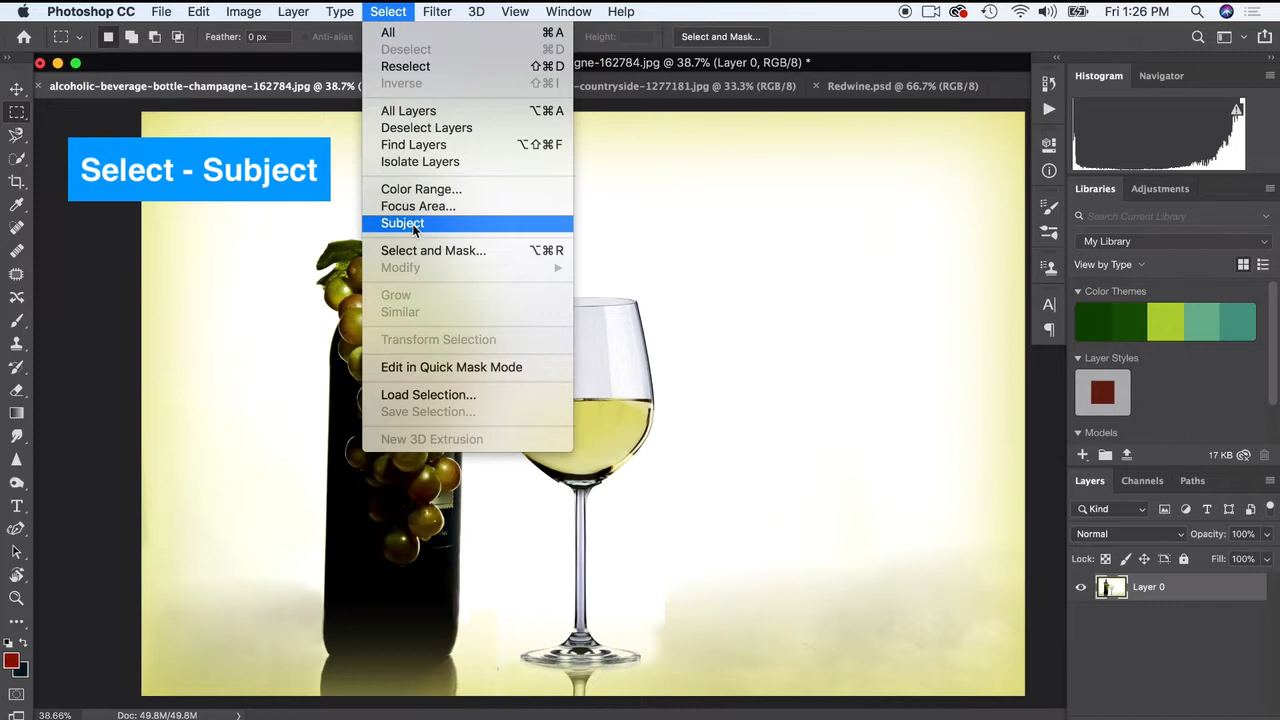 Photoshop CC File Edit Image Layer Type Select Filter 3D View Window Help Fri 1:26 PM
Feather: 0 px Anti-alias Height: Select and Mask...
gne-162784.jpg @ 38.7% (Layer 0, RGB/8) *
alcoholic-beverage-bottle-champagne-162784.jpg @ 38.7% -countryside-1277181.jpg @ 33.3% (RGB/8) Redwine.psd @ 66.7% (RGB/8)
Select - Subject
All ⌘A
Deselect ⌘D
Reselect ⇧⌘D
Inverse ⇧⌘I
All Layers ⌥⌘A
Deselect Layers
Find Layers ⌥⇧⌘F
Isolate Layers
Color Range...
Focus Area...
Subject
Select and Mask... ⌥⌘R
Modify
Grow
Similar
Transform Selection
Edit in Quick Mask Mode
Load Selection...
Save Selection...
New 3D Extrusion
Histogram Navigator
Libraries Adjustments
Search Current Library
My Library
View by Type
Color Themes
Layer Styles
Models
17 KB
Layers Channels Paths
Kind
Normal Opacity: 100%
Lock: Fill: 100%
Layer 0
38.66% Doc: 49.8M/49.8M